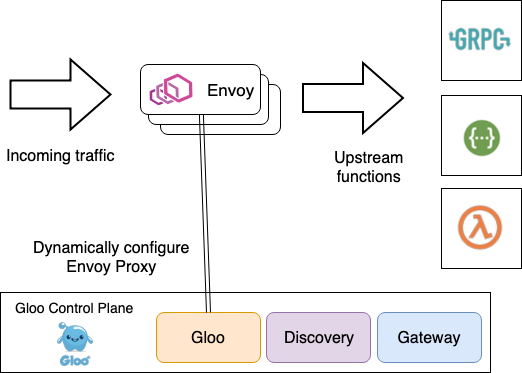 GRPC
Envoy
{···}
λ
Incoming traffic
Upstream
functions
Dynamically configure
Envoy Proxy
Gloo Control Plane
Gloo
Gloo
Discovery
Gateway